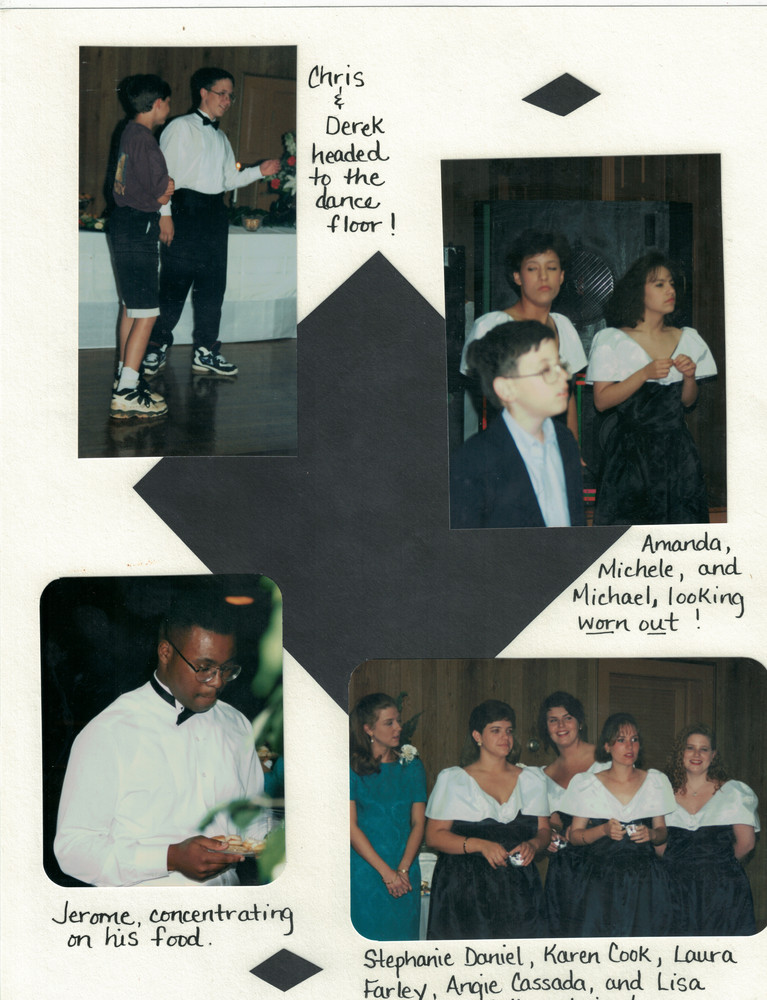 Chris
&
Derek
headed
to the
dance
floor!
Amanda,
Michele, and
Michael, looking
worn out!
Jerome, concentrating
on his food.
Stephanie Daniel, Karen Cook, Laura
Farley, Angie Cassada, and Lisa